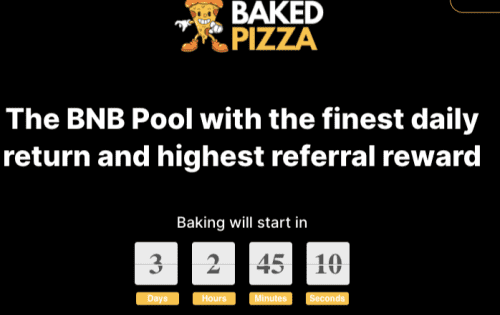 BAKED
PIZZA
The BNB Pool with the finest daily
return and highest referral reward
Baking will start in
3 2 45 10
Days Hours Minutes Seconds